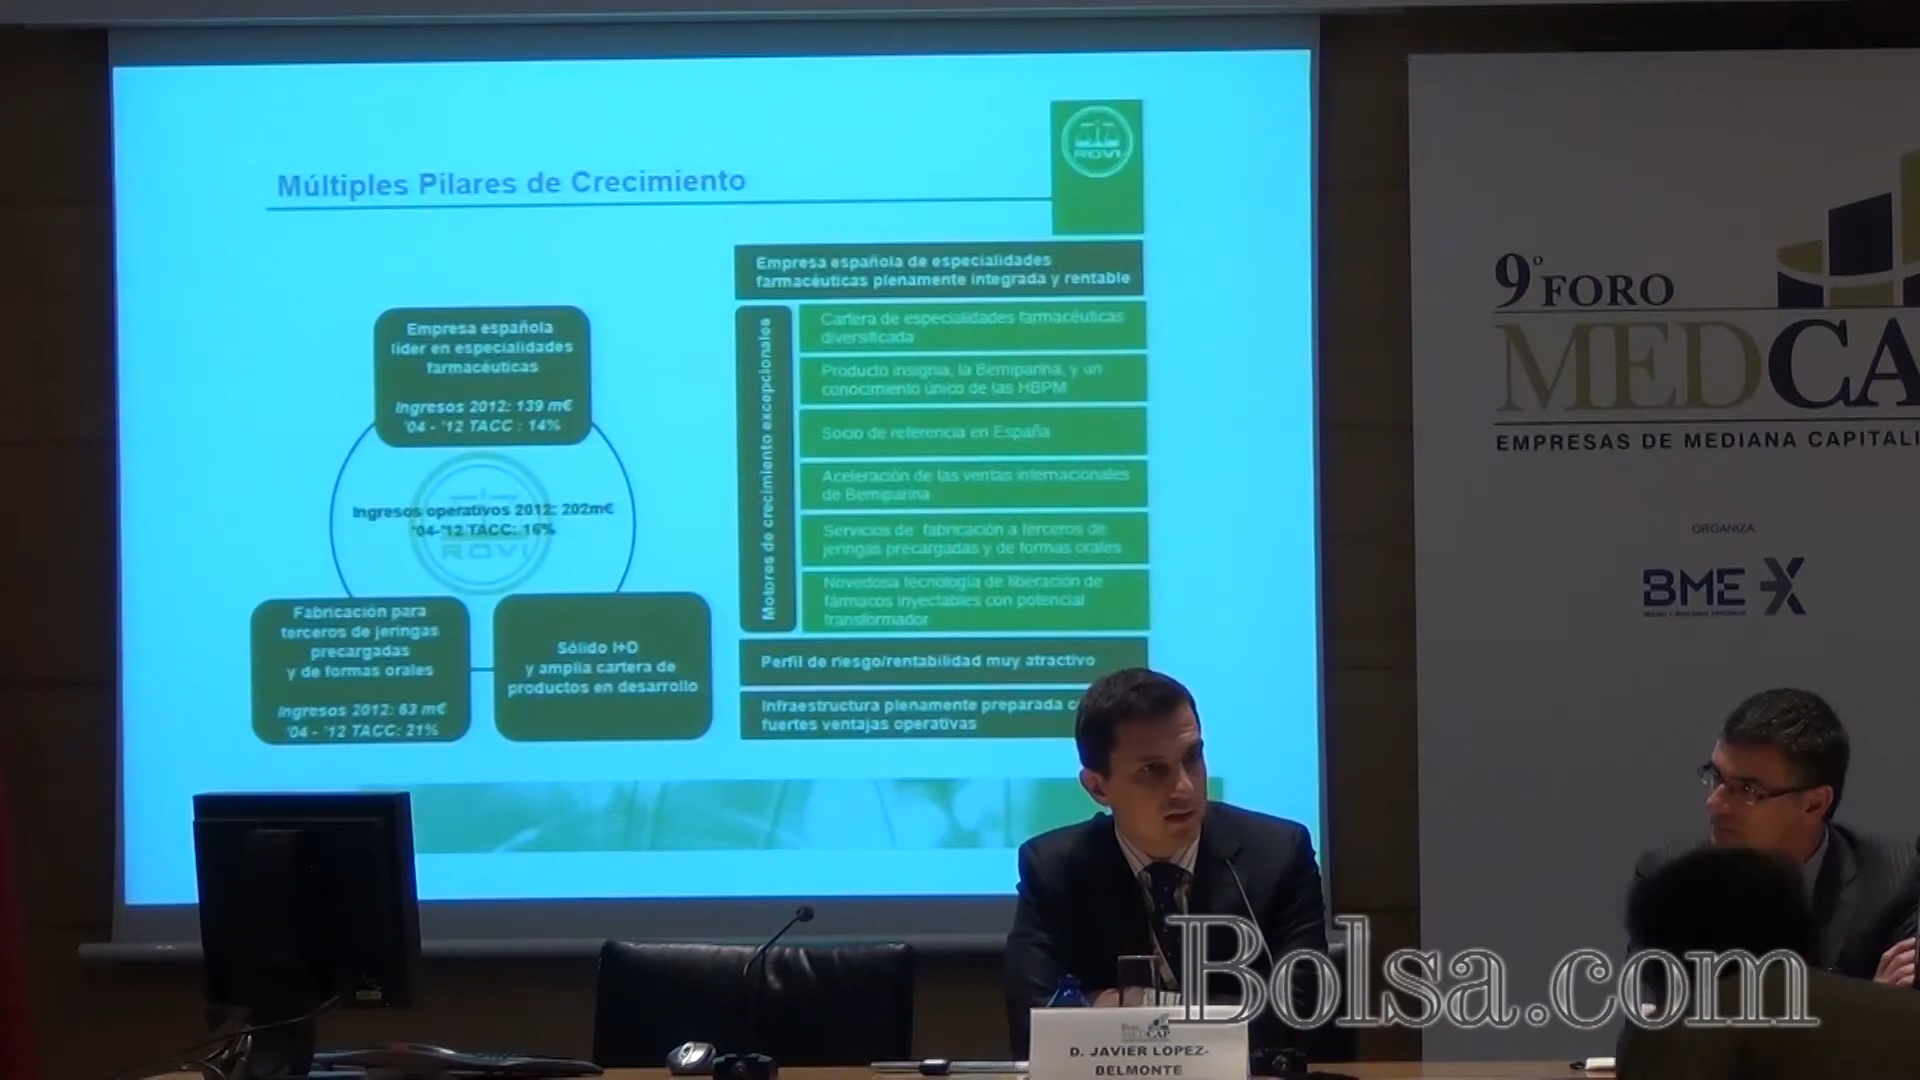 ROVI
Múltiples Pilares de Crecimiento
Empresa española
líder en especialidades
farmacéuticas
Ingresos 2012: 139 m€
'04 - '12 TACC : 14%
Ingresos operativos 2012: 202m€
'04-'12 TACC: 16%
ROVI
Fabricación para
terceros de jeringas
precargadas
y de formas orales
Ingresos 2012: 63 m€
'04 - '12 TACC: 21%
Sólido I+D
y amplia cartera de
productos en desarrollo
Empresa española de especialidades
farmacéuticas plenamente integrada y rentable
Motores de crecimiento excepcionales
Cartera de especialidades farmacéuticas
diversificada
Producto insignia, la Bemiparina, y un
conocimiento único de las HBPM
Socio de referencia en España
Aceleración de las ventas internacionales
de Bemiparina
Servicios de fabricación a terceros de
jeringas precargadas y de formas orales
Novedosa tecnología de liberación de
fármacos inyectables con potencial
transformador
Perfil de riesgo/rentabilidad muy atractivo
Infraestructura plenamente preparada
fuertes ventajas operativas
9º FORO
MEDCA
EMPRESAS DE MEDIANA CAPITALI
ORGANIZA
BME X
Bolsa.com
MEDCAP
D. JAVIER LOPEZ-
BELMONTE